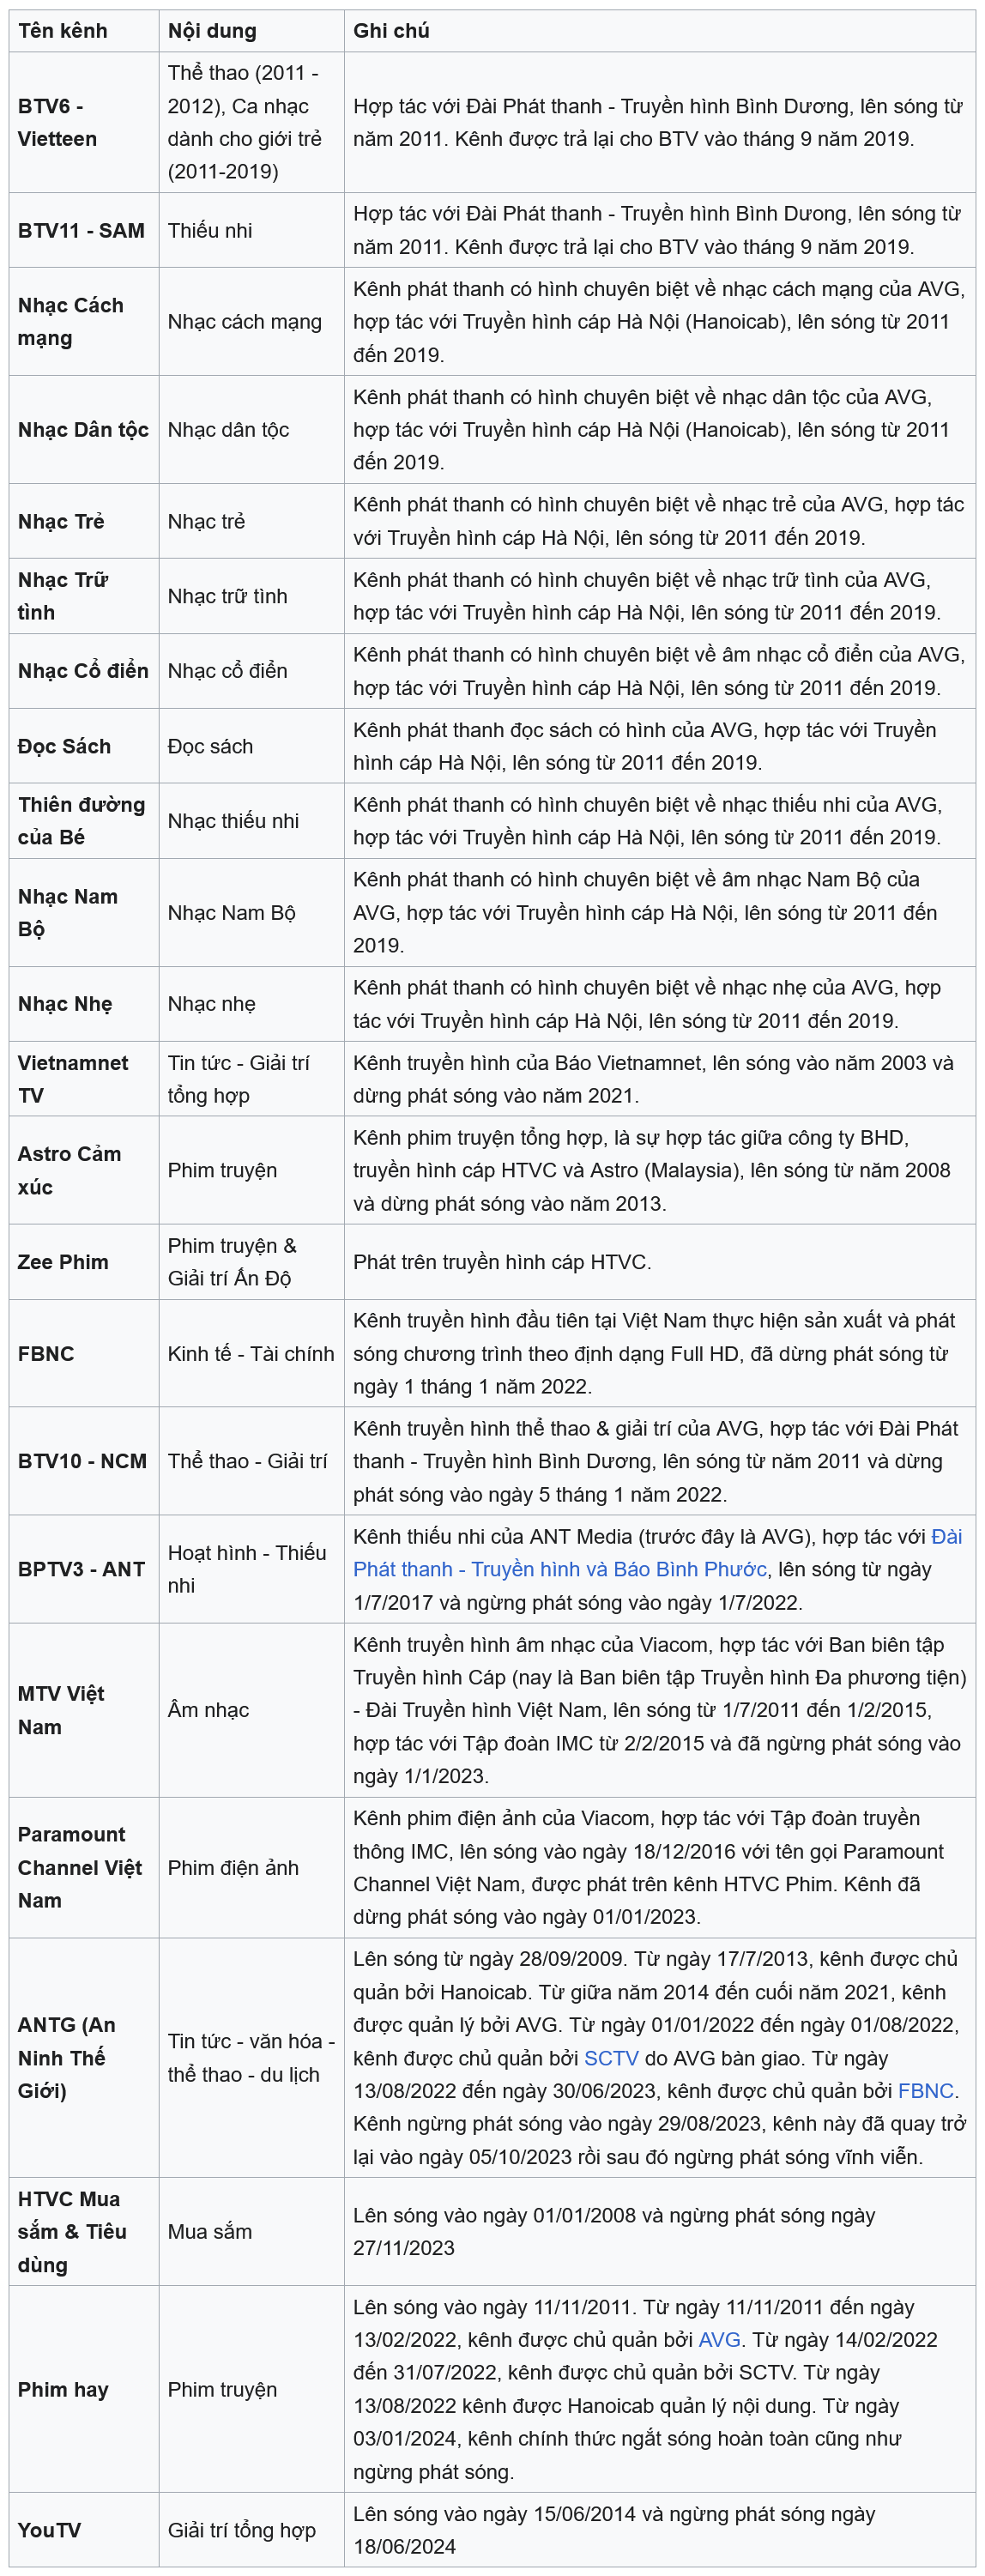 Tên kênh
Nội dung
Ghi chú
BTV6 -
Vietteen
Thể thao (2011 -
2012), Ca nhạc
dành cho giới trẻ
(2011-2019)
Hợp tác với Đài Phát thanh - Truyền hình Bình Dương, lên sóng từ
năm 2011. Kênh được trả lại cho BTV vào tháng 9 năm 2019.
BTV11 - SAM
Thiếu nhi
Hợp tác với Đài Phát thanh - Truyền hình Bình Dương, lên sóng từ
năm 2011. Kênh được trả lại cho BTV vào tháng 9 năm 2019.
Nhạc Cách
mạng
Nhạc cách mạng
Kênh phát thanh có hình chuyên biệt về nhạc cách mạng của AVG,
hợp tác với Truyền hình cáp Hà Nội (Hanoicab), lên sóng từ 2011
đến 2019.
Nhạc Dân tộc
Nhạc dân tộc
Kênh phát thanh có hình chuyên biệt về nhạc dân tộc của AVG,
hợp tác với Truyền hình cáp Hà Nội (Hanoicab), lên sóng từ 2011
đến 2019.
Nhạc Trẻ
Nhạc trẻ
Kênh phát thanh có hình chuyên biệt về nhạc trẻ của AVG, hợp tác
với Truyền hình cáp Hà Nội, lên sóng từ 2011 đến 2019.
Nhạc Trữ
tình
Nhạc trữ tình
Kênh phát thanh có hình chuyên biệt về nhạc trữ tình của AVG,
hợp tác với Truyền hình cáp Hà Nội, lên sóng từ 2011 đến 2019.
Nhạc Cổ điển
Nhạc cổ điển
Kênh phát thanh có hình chuyên biệt về âm nhạc cổ điển của AVG,
hợp tác với Truyền hình cáp Hà Nội, lên sóng từ 2011 đến 2019.
Đọc Sách
Đọc sách
Kênh phát thanh đọc sách có hình của AVG, hợp tác với Truyền
hình cáp Hà Nội, lên sóng từ 2011 đến 2019.
Thiên đường
của Bé
Nhạc thiếu nhi
Kênh phát thanh có hình chuyên biệt về nhạc thiếu nhi của AVG,
hợp tác với Truyền hình cáp Hà Nội, lên sóng từ 2011 đến 2019.
Nhạc Nam
Bộ
Nhạc Nam Bộ
Kênh phát thanh có hình chuyên biệt về âm nhạc Nam Bộ của
AVG, hợp tác với Truyền hình cáp Hà Nội, lên sóng từ 2011 đến
2019.
Nhạc Nhẹ
Nhạc nhẹ
Kênh phát thanh có hình chuyên biệt về nhạc nhẹ của AVG, hợp
tác với Truyền hình cáp Hà Nội, lên sóng từ 2011 đến 2019.
Vietnamnet
TV
Tin tức - Giải trí
tổng hợp
Kênh truyền hình của Báo Vietnamnet, lên sóng vào năm 2003 và
dừng phát sóng vào năm 2021.
Astro Cảm
xúc
Phim truyện
Kênh phim truyện tổng hợp, là sự hợp tác giữa công ty BHD,
truyền hình cáp HTVC và Astro (Malaysia), lên sóng từ năm 2008
và dừng phát sóng vào năm 2013.
Zee Phim
Phim truyện &
Giải trí Ấn Độ
Phát trên truyền hình cáp HTVC.
FBNC
Kinh tế - Tài chính
Kênh truyền hình đầu tiên tại Việt Nam thực hiện sản xuất và phát
sóng chương trình theo định dạng Full HD, đã dừng phát sóng từ
ngày 1 tháng 1 năm 2022.
BTV10 - NCM
Thể thao - Giải trí
Kênh truyền hình thể thao & giải trí của AVG, hợp tác với Đài Phát
thanh - Truyền hình Bình Dương, lên sóng từ năm 2011 và dừng
phát sóng vào ngày 5 tháng 1 năm 2022.
BPTV3 - ANT
Hoạt hình - Thiếu
nhi
Kênh thiếu nhi của ANT Media (trước đây là AVG), hợp tác với Đài
Phát thanh - Truyền hình và Báo Bình Phước, lên sóng từ ngày
1/7/2017 và ngừng phát sóng vào ngày 1/7/2022.
MTV Việt
Nam
Âm nhạc
Kênh truyền hình âm nhạc của Viacom, hợp tác với Ban biên tập
Truyền hình Cáp (nay là Ban biên tập Truyền hình Đa phương tiện)
- Đài Truyền hình Việt Nam, lên sóng từ 1/7/2011 đến 1/2/2015,
hợp tác với Tập đoàn IMC từ 2/2/2015 và đã ngừng phát sóng vào
ngày 1/1/2023.
Paramount
Channel Việt
Nam
Phim điện ảnh
Kênh phim điện ảnh của Viacom, hợp tác với Tập đoàn truyền
thông IMC, lên sóng vào ngày 18/12/2016 với tên gọi Paramount
Channel Việt Nam, được phát trên kênh HTVC Phim. Kênh đã
dừng phát sóng vào ngày 01/01/2023.
ANTG (An
Ninh Thế
Giới)
Tin tức - văn hóa -
thể thao - du lịch
Lên sóng từ ngày 28/09/2009. Từ ngày 17/7/2013, kênh được chủ
quản bởi Hanoicab. Từ giữa năm 2014 đến cuối năm 2021, kênh
được quản lý bởi AVG. Từ ngày 01/01/2022 đến ngày 01/08/2022,
kênh được chủ quản bởi SCTV do AVG bàn giao. Từ ngày
13/08/2022 đến ngày 30/06/2023, kênh được chủ quản bởi FBNC.
Kênh ngừng phát sóng vào ngày 29/08/2023, kênh này đã quay trở
lại vào ngày 05/10/2023 rồi sau đó ngừng phát sóng vĩnh viễn.
HTVC Mua
sắm & Tiêu
dùng
Mua sắm
Lên sóng vào ngày 01/01/2008 và ngừng phát sóng ngày
27/11/2023
Phim hay
Phim truyện
Lên sóng vào ngày 11/11/2011. Từ ngày 11/11/2011 đến ngày
13/02/2022, kênh được chủ quản bởi AVG. Từ ngày 14/02/2022
đến 31/07/2022, kênh được chủ quản bởi SCTV. Từ ngày
13/08/2022 kênh được Hanoicab quản lý nội dung. Từ ngày
03/01/2024, kênh chính thức ngắt sóng hoàn toàn cũng như
ngừng phát sóng.
YouTV
Giải trí tổng hợp
Lên sóng vào ngày 15/06/2014 và ngừng phát sóng ngày
18/06/2024